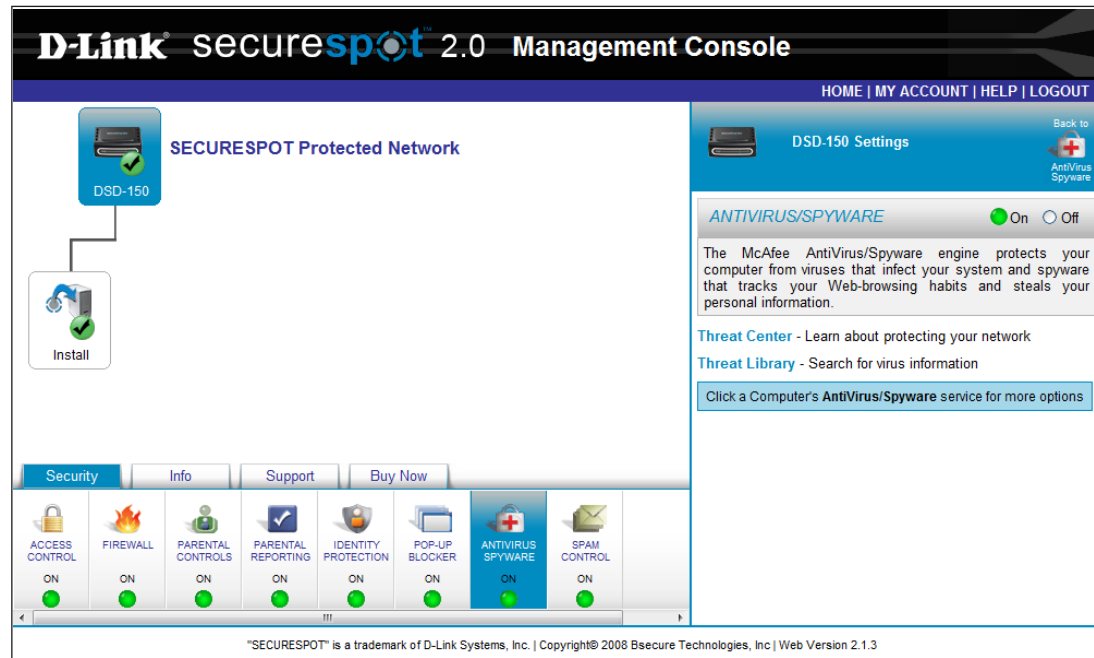 D-Link® securespot™ 2.0 Management Console
HOME | MY ACCOUNT | HELP | LOGOUT
DSD-150
SECURESPOT Protected Network
Install
DSD-150 Settings
Back to
AntiVirus
Spyware
ANTIVIRUS/SPYWARE
On
Off
The McAfee AntiVirus/Spyware engine protects your
computer from viruses that infect your system and spyware
that tracks your Web-browsing habits and steals your
personal information.
Threat Center - Learn about protecting your network
Threat Library - Search for virus information
Click a Computer's AntiVirus/Spyware service for more options
Security
Info
Support
Buy Now
ACCESS
CONTROL
ON
FIREWALL
ON
PARENTAL
CONTROLS
ON
PARENTAL
REPORTING
ON
IDENTITY
PROTECTION
ON
POP-UP
BLOCKER
ON
ANTIVIRUS
SPYWARE
ON
SPAM
CONTROL
ON
"SECURESPOT" is a trademark of D-Link Systems, Inc. | Copyright© 2008 Bsecure Technologies, Inc | Web Version 2.1.3